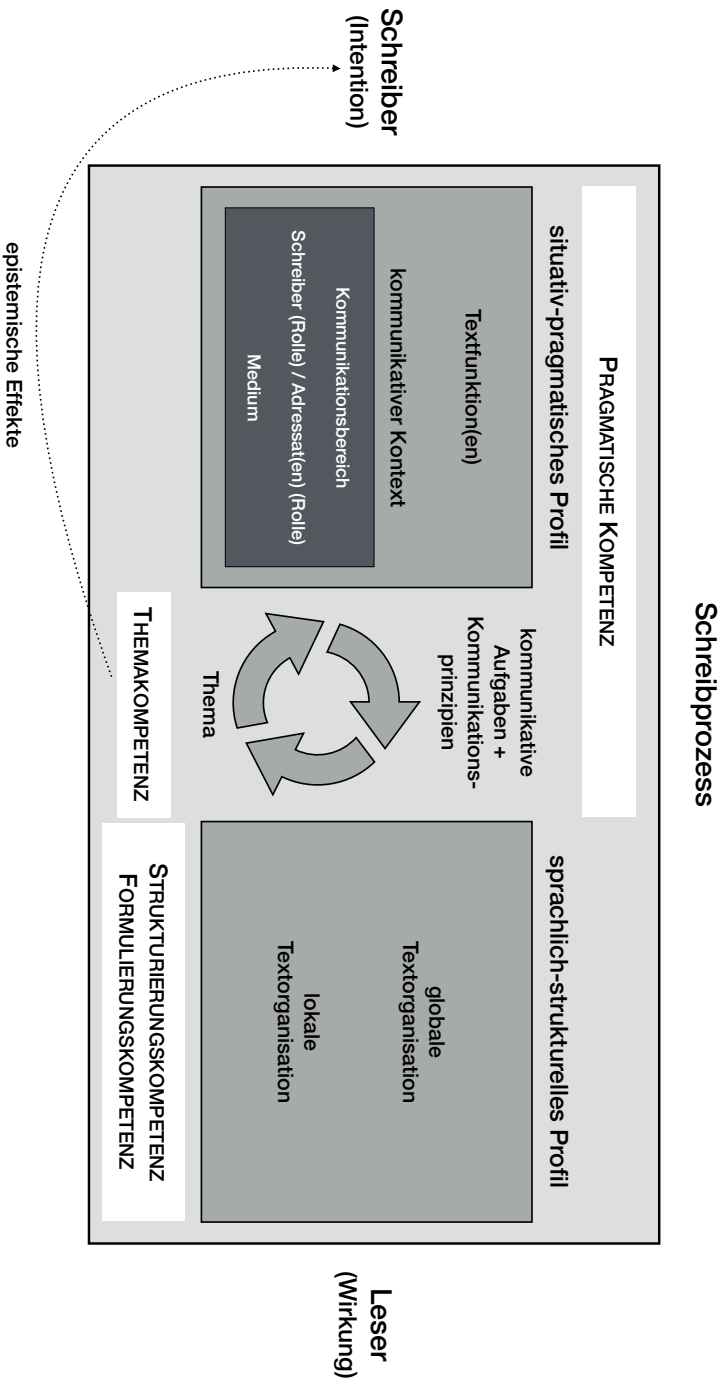 Schreibprozess
Schreiber
(Intention)
PRAGMATISCHE KOMPETENZ
situativ-pragmatisches Profil
Textfunktion(en)
kommunikativer Kontext
Kommunikationsbereich
Schreiber (Rolle) / Adressat(en) (Rolle)
Medium
kommunikative
Aufgaben +
Kommunikations-
prinzipien
Thema
THEMAKOMPETENZ
sprachlich-strukturelles Profil
globale
Textorganisation
lokale
Textorganisation
STRUKTURIERUNGSKOMPETENZ
FORMULIERUNGSKOMPETENZ
Leser
(Wirkung)
epistemische Effekte